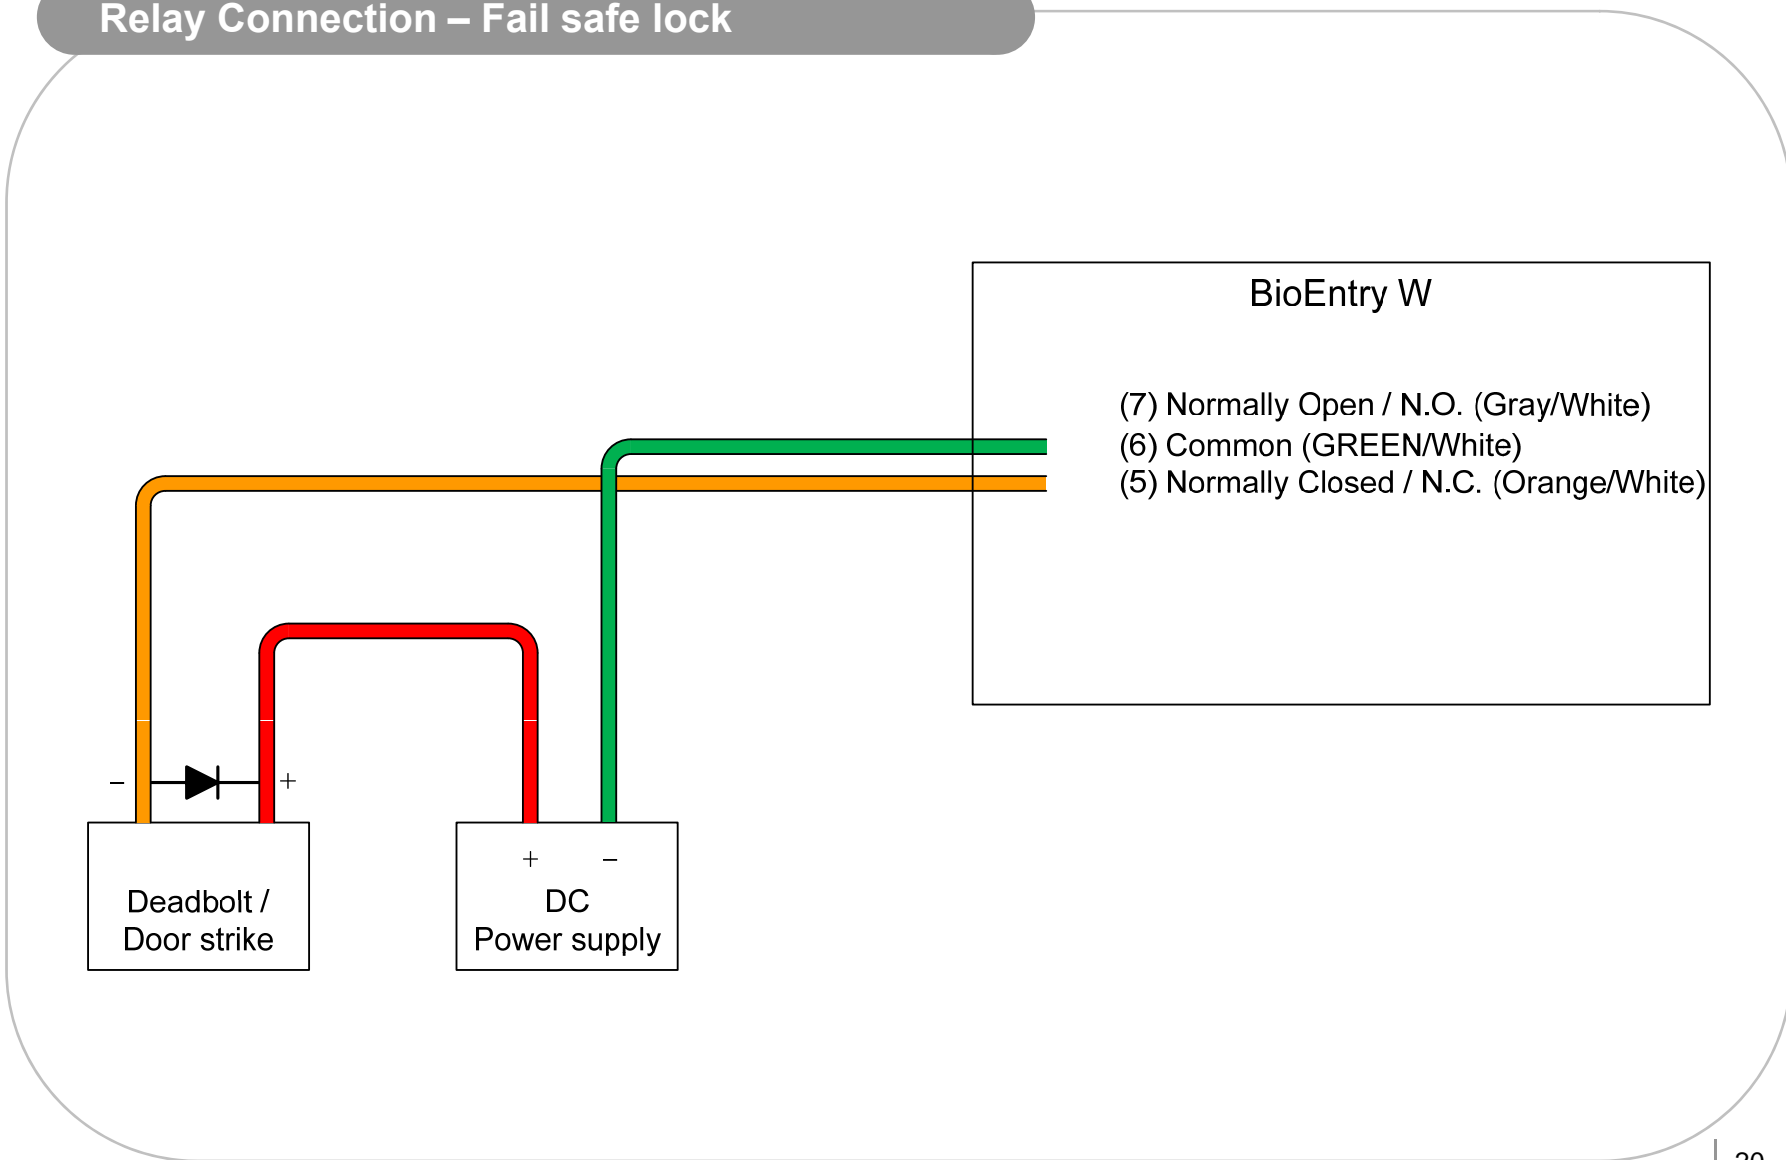 Relay Connection – Fail safe lock
BioEntry W
(7) Normally Open / N.O. (Gray/White)
(6) Common (GREEN/White)
(5) Normally Closed / N.C. (Orange/White)
– +
+ –
Deadbolt /
Door strike
DC
Power supply